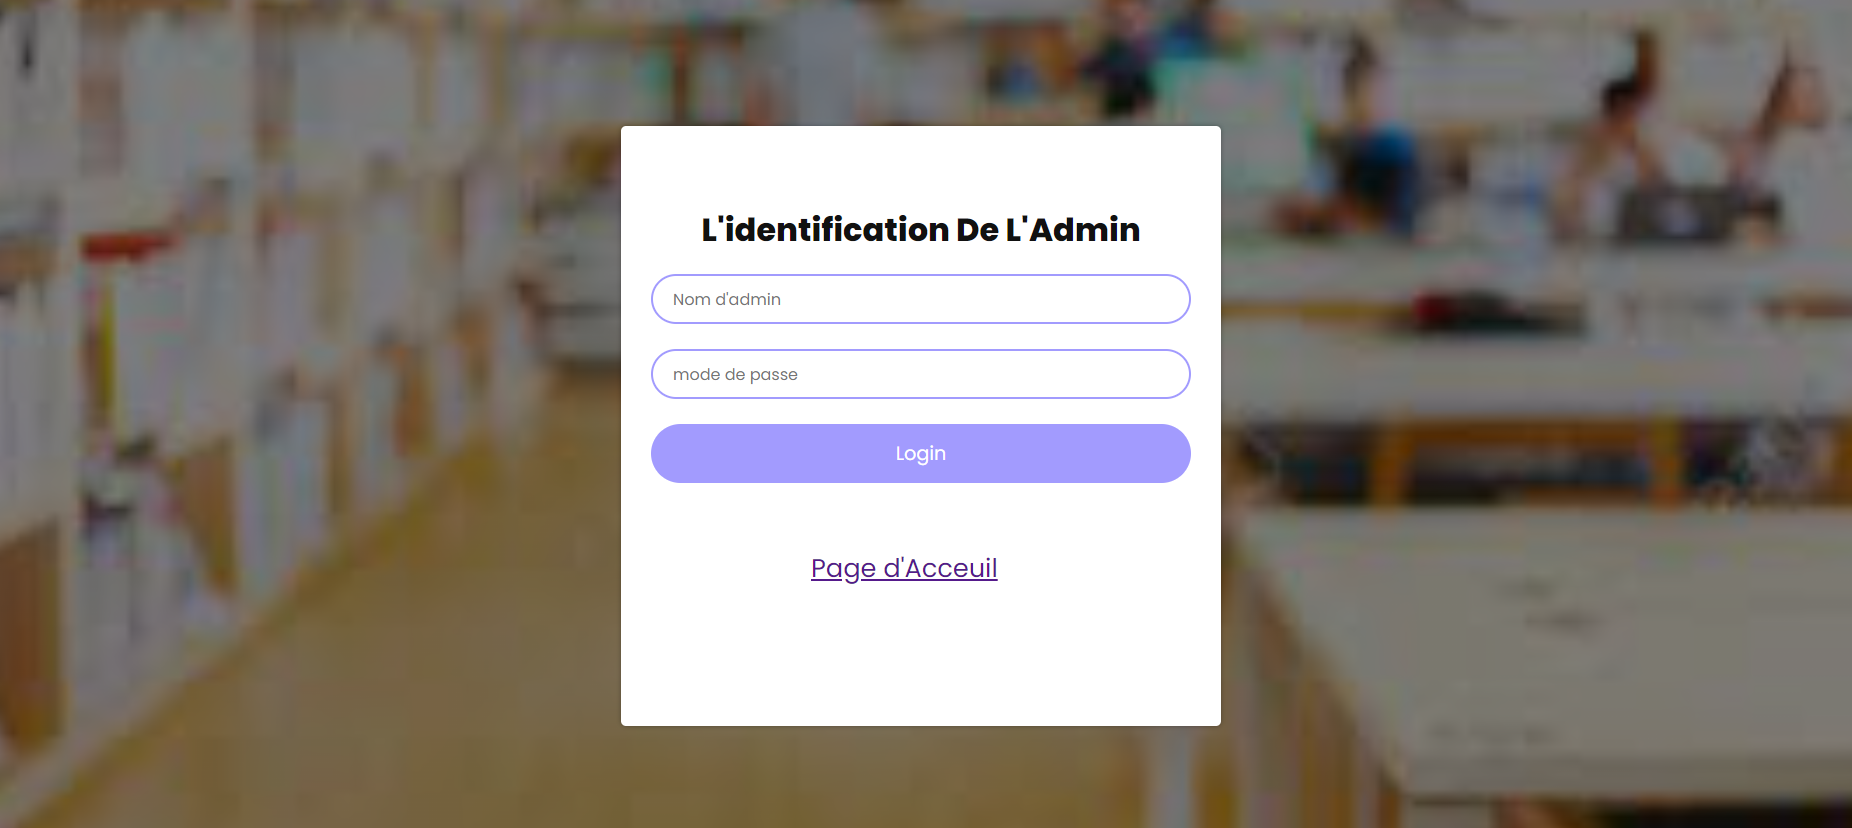 L'identification De L'Admin
Nom d'admin
mode de passe
Login
Page d'Acceuil